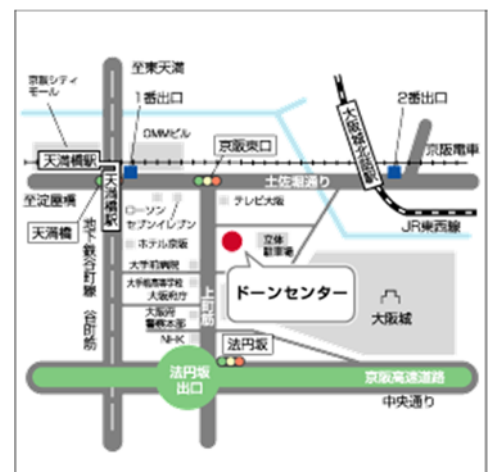 至東天満
京阪シティ
モール
1番出口
2番出口
OMMビル
京阪東口
大阪城北詰駅
京阪電車
天満橋駅
天満橋駅
土佐堀通り
至淀屋橋
ローソン
セブンイレブン
テレビ大阪
JR東西線
天満橋
ホテル京阪
立体
駐車場
地下鉄谷町線 谷町筋
大手前病院
大手前高等学校
大阪府庁
上町筋
ドーンセンター
大阪城
大阪府
警察本部
NHK
法円坂
法円坂
出口
京阪高速道路
中央通り